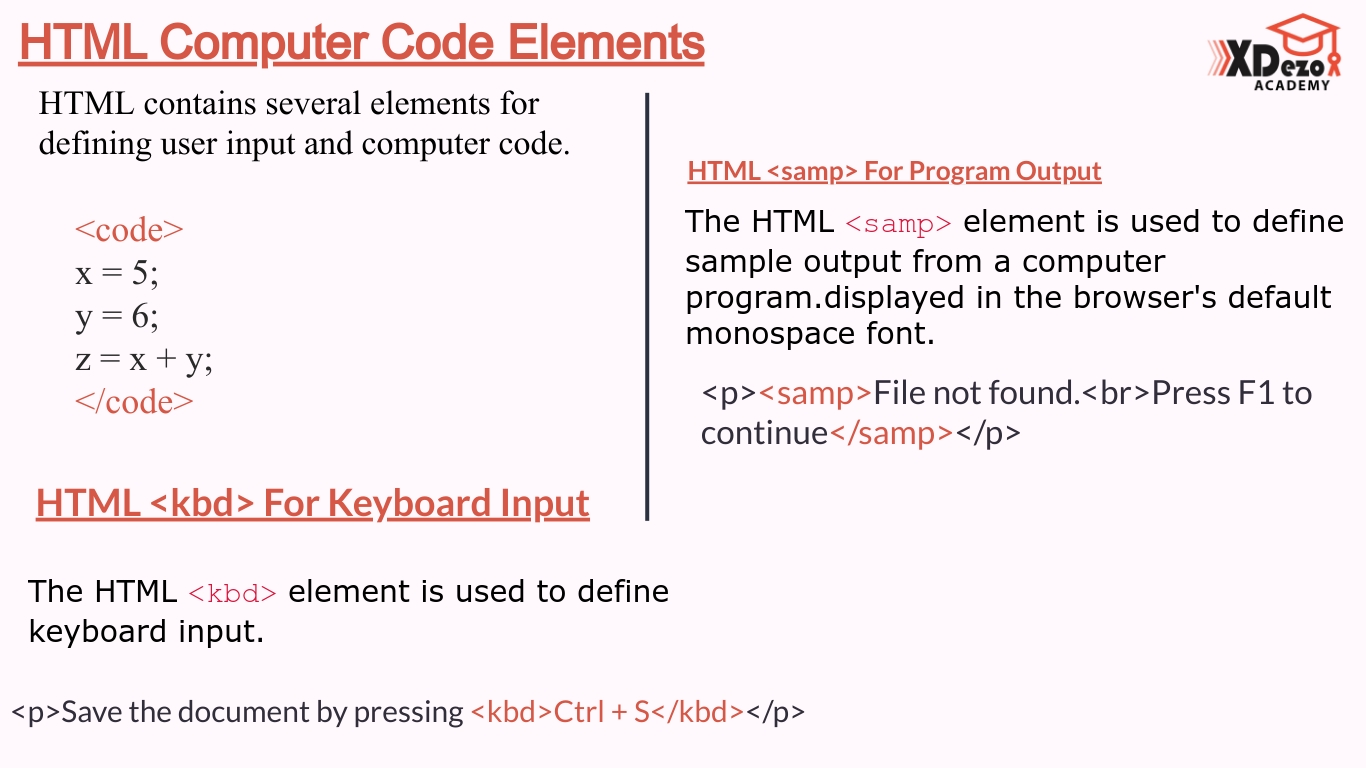 HTML Computer Code Elements
XDezo
ACADEMY
HTML contains several elements for
defining user input and computer code.
<code>
x = 5;
y = 6;
z = x + y;
</code>
HTML <kbd> For Keyboard Input
The HTML <kbd> element is used to define
keyboard input.
<p>Save the document by pressing <kbd>Ctrl + S</kbd></p>
HTML <samp> For Program Output
The HTML <samp> element is used to define
sample output from a computer
program.displayed in the browser's default
monospace font.
<p><samp>File not found.<br>Press F1 to
continue</samp></p>